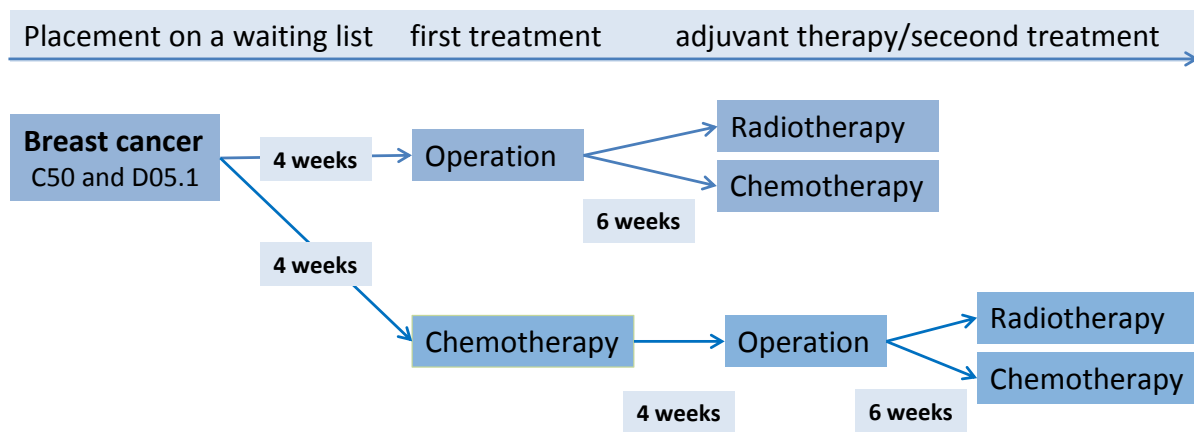 Placement on a waiting list first treatment adjuvant therapy/seceond treatment
Breast cancer
C50 and D05.1
4 weeks
Operation
Radiotherapy
Chemotherapy
6 weeks
4 weeks
Chemotherapy
Operation
Radiotherapy
Chemotherapy
4 weeks
6 weeks